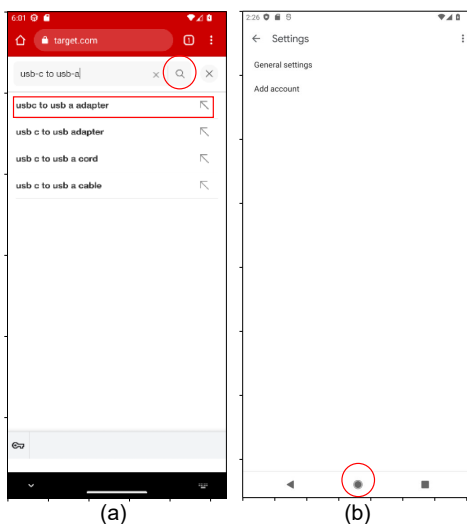 6:01
target.com
1
usb-c to usb-a
usbc to usb a adapter
usb c to usb adapter
usb c to usb a cord
usb c to usb a cable
(a)
2:26
Settings
General settings
Add account
(b)